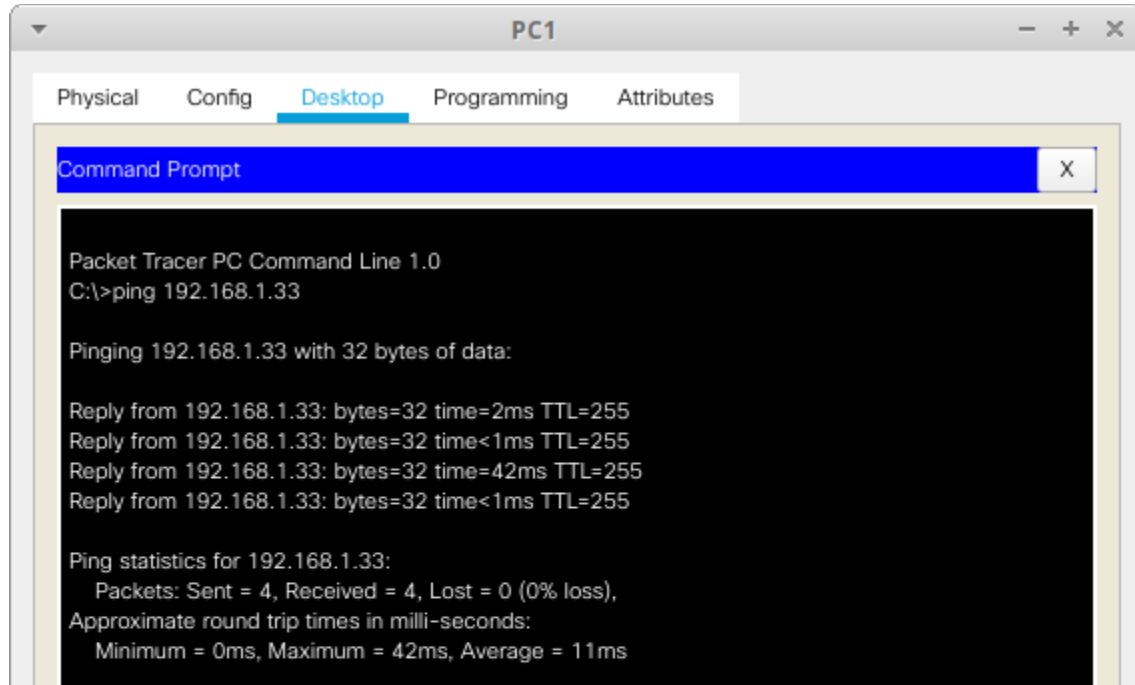 PC1
Physical Config Desktop Programming Attributes
Command Prompt X
Packet Tracer PC Command Line 1.0
C:\>ping 192.168.1.33
Pinging 192.168.1.33 with 32 bytes of data:
Reply from 192.168.1.33: bytes=32 time=2ms TTL=255
Reply from 192.168.1.33: bytes=32 time<1ms TTL=255
Reply from 192.168.1.33: bytes=32 time=42ms TTL=255
Reply from 192.168.1.33: bytes=32 time<1ms TTL=255
Ping statistics for 192.168.1.33:
Packets: Sent = 4, Received = 4, Lost = 0 (0% loss),
Approximate round trip times in milli-seconds:
Minimum = 0ms, Maximum = 42ms, Average = 11ms